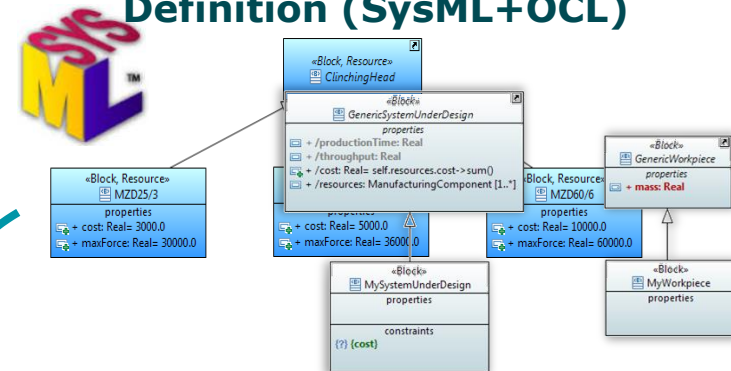 Definition (SysML+OCL)
SYS
ML
TM
«Block, Resource»
ClinchingHead
«Block»
GenericSystemUnderDesign
properties
+ /productionTime: Real
+ /throughput: Real
+ /cost: Real= self.resources.cost->sum()
+ /resources: ManufacturingComponent [1..*]
«Block»
GenericWorkpiece
properties
+ mass: Real
«Block, Resource»
MZD25/3
properties
+ cost: Real= 3000.0
+ maxForce: Real= 30000.0
properties
+ cost: Real= 5000.0
+ maxForce: Real= 36000.0
Block, Resource»
MZD60/6
properties
+ cost: Real= 10000.0
+ maxForce: Real= 60000.0
«Block»
MySystemUnderDesign
properties
constraints
{?} {cost}
«Block»
MyWorkpiece
properties